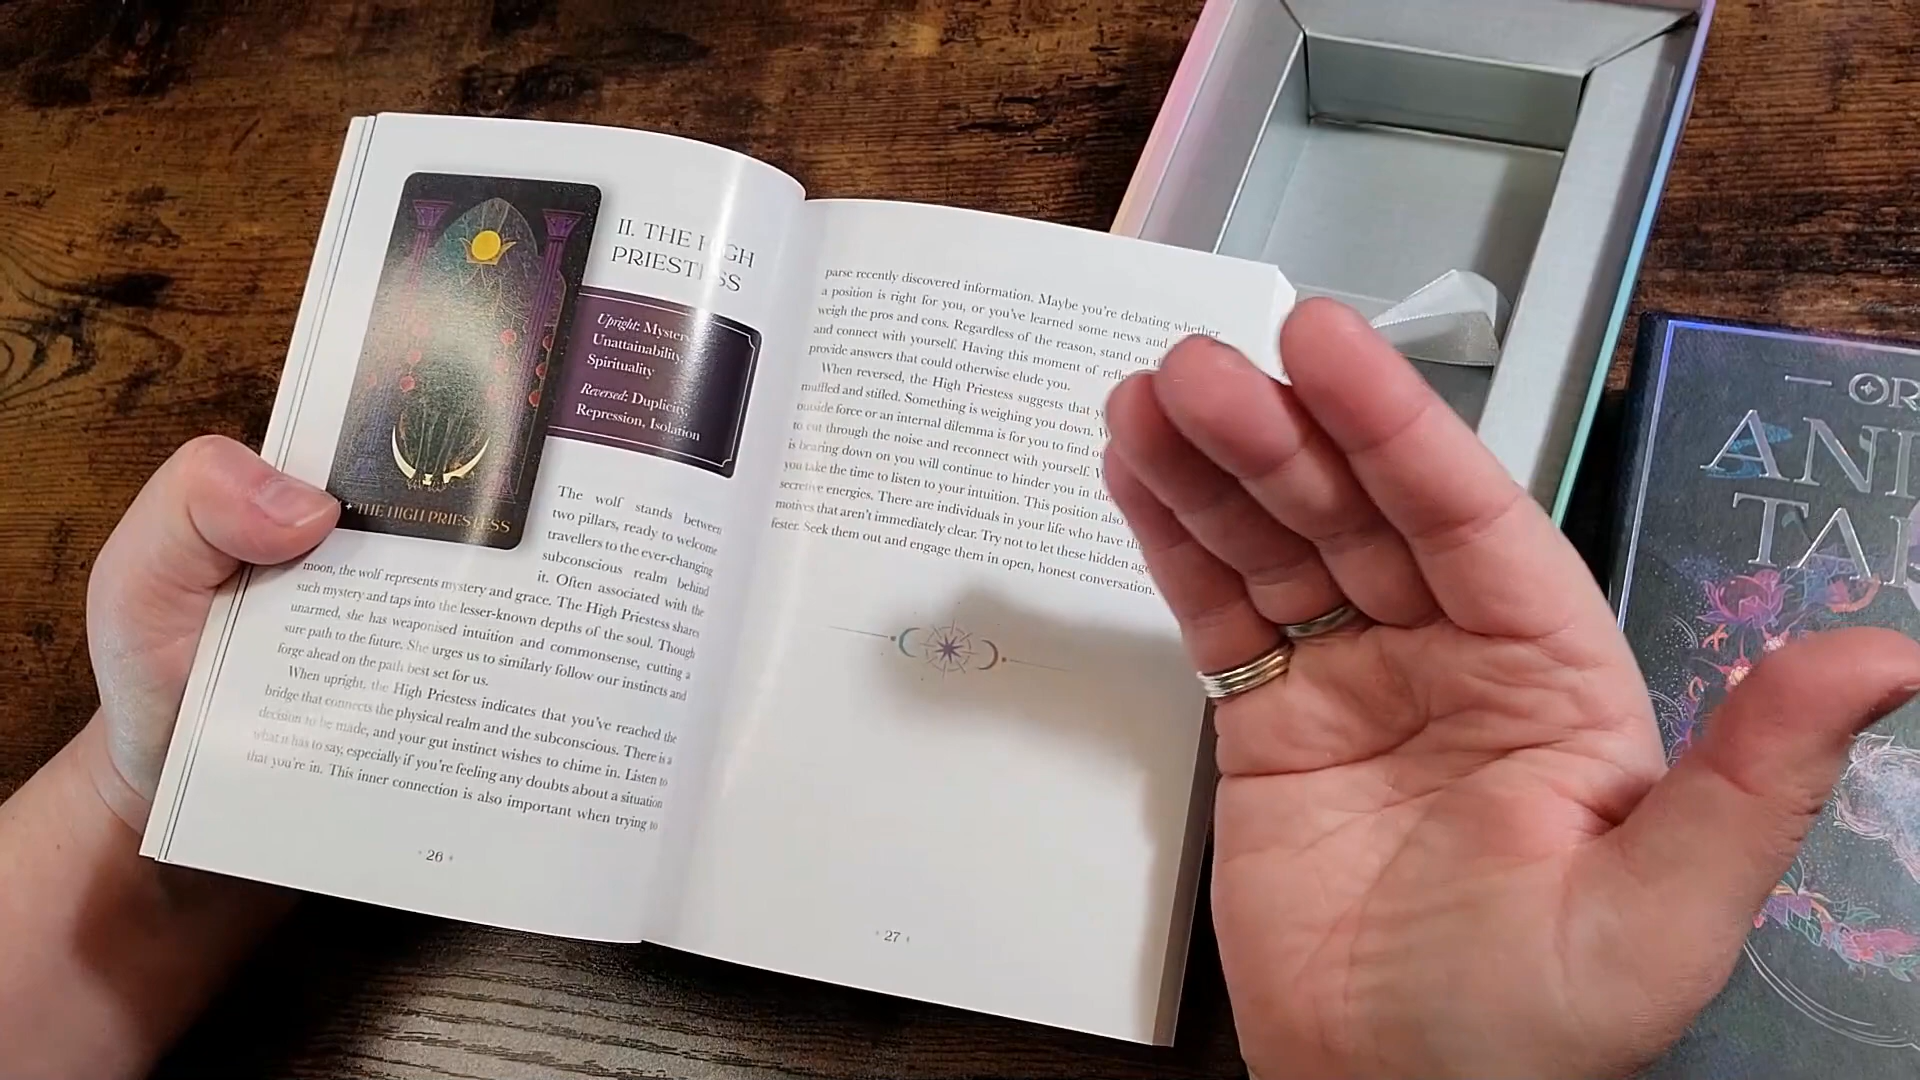 II. THE HIGH
PRIESTESS
Upright: Mystery,
Unattainability,
Spirituality
Reversed: Duplicity,
Repression, Isolation
THE HIGH PRIESTESS
The wolf stands between
two pillars, ready to welcome
travellers to the ever-changing
subconscious realm behind
it. Often associated with the
moon, the wolf represents mystery and grace. The High Priestess shares
such mystery and taps into the lesser-known depths of the soul. Though
unarmed, she has weaponised intuition and commonsense, cutting a
sure path to the future. She urges us to similarly follow our instincts and
forge ahead on the path best set for us.
When upright, the High Priestess indicates that you've reached the
bridge that connects the physical realm and the subconscious. There is a
decision to be made, and your gut instinct wishes to chime in. Listen to
what it has to say, especially if you're feeling any doubts about a situation
that you're in. This inner connection is also important when trying to
26
parse recently discovered information. Maybe you're debating whether
a position is right for you, or you've learned some news and
weigh the pros and cons. Regardless of the reason, stand on
and connect with yourself. Having this moment of
provide answers that could otherwise elude you.
When reversed, the High Priestess suggests that
muffled and stifled. Something is weighing you down.
outside force or an internal dilemma is for you to find
to cut through the noise and reconnect with yourself.
is bearing down on you will continue to hinder you in
you take the time to listen to your intuition. This position also
secretive energies. There are individuals in your life who have
motives that aren't immediately clear. Try not to let these hidden
fester. Seek them out and engage them in open, honest conversation.
27